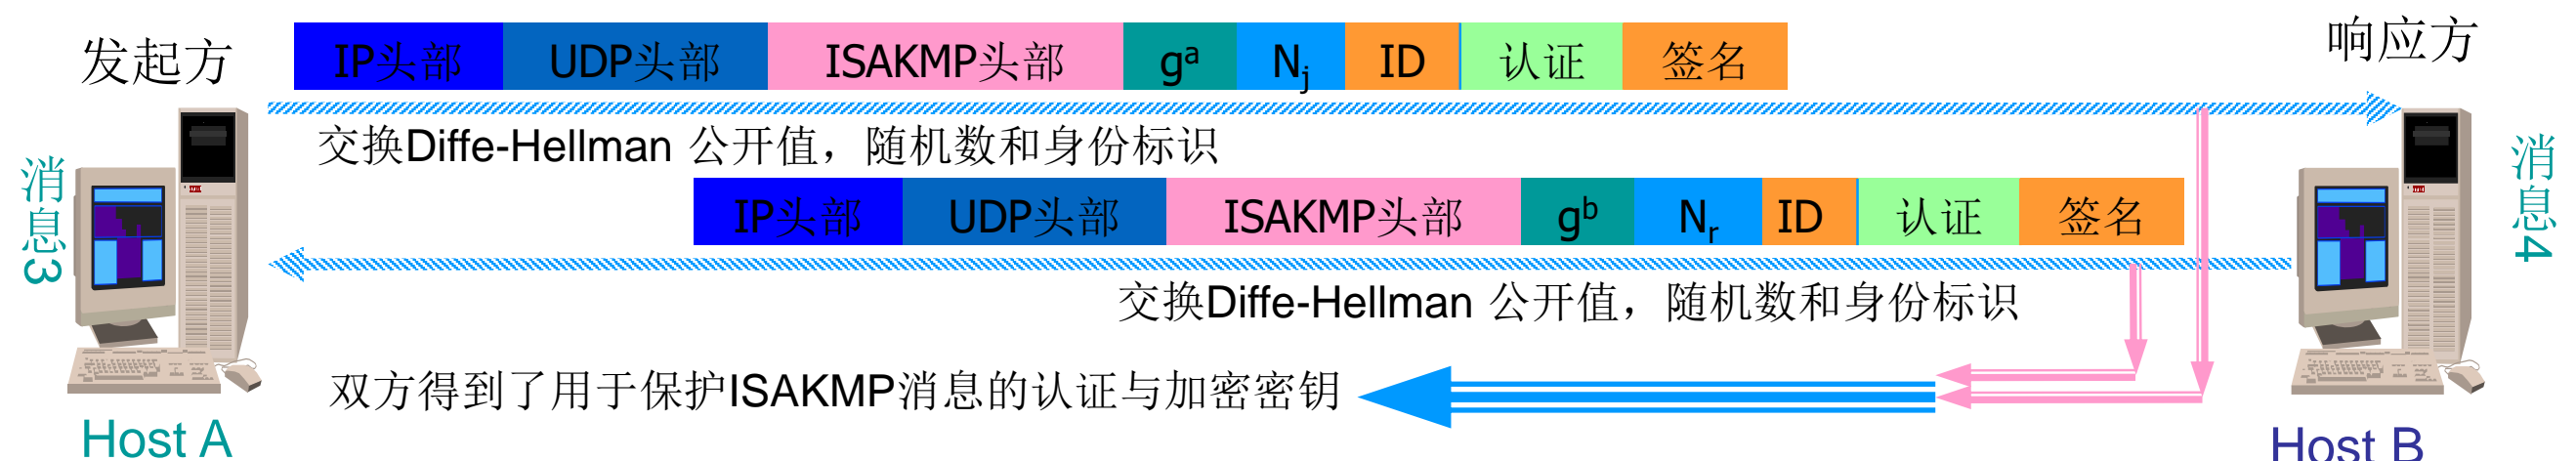 发起方
IP头部 UDP头部 ISAKMP头部 gᵃ Nj ID 认证 签名
响应方
交换Diffe-Hellman 公开值，随机数和身份标识
消息3
消息4
IP头部 UDP头部 ISAKMP头部 gᵇ Nr ID 认证 签名
交换Diffe-Hellman 公开值，随机数和身份标识
双方得到了用于保护ISAKMP消息的认证与加密密钥
Host A
Host B